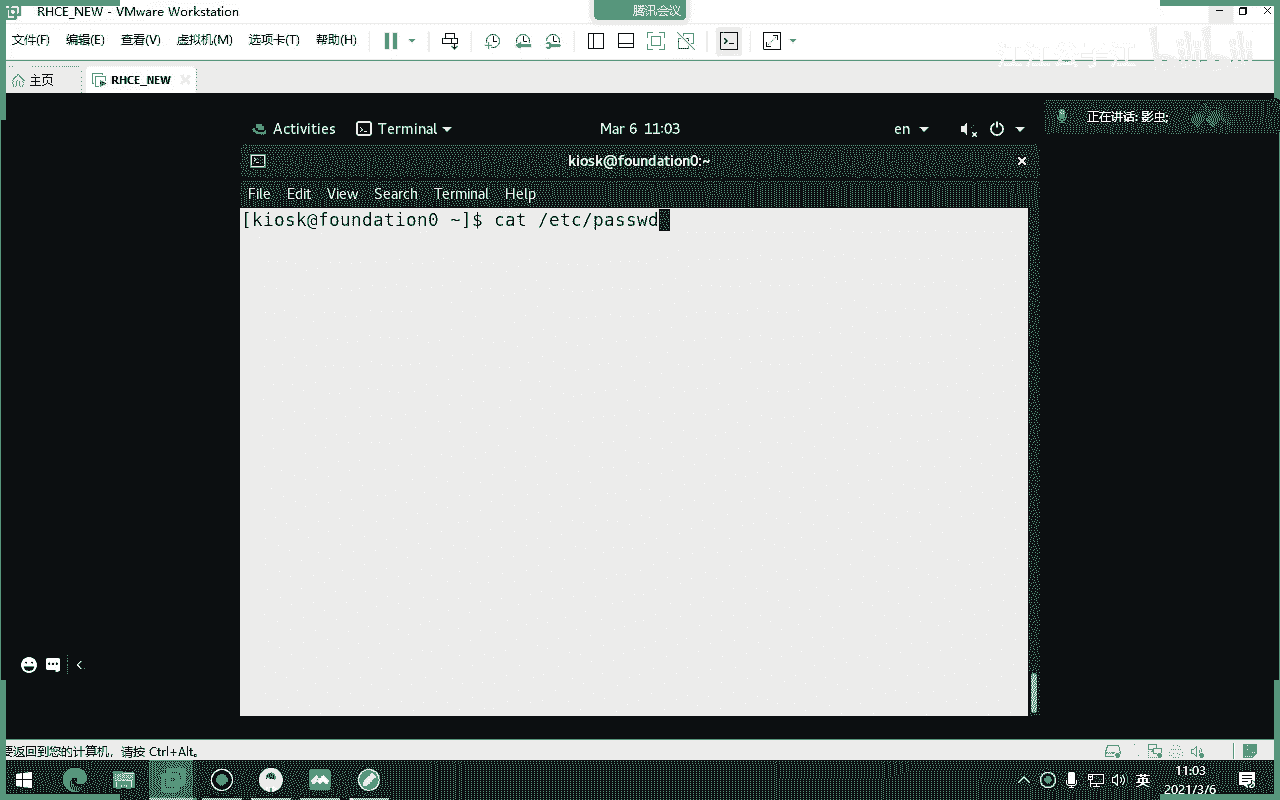 RHCE_NEW - VMware Workstation
腾讯会议
文件(F) 编辑(E) 查看(V) 虚拟机(M) 选项卡(T) 帮助(H)
主页
RHCE_NEW
正在讲话: 影虫;
Activities Terminal Mar 6 11:03 en
kiosk@foundation0:~
File Edit View Search Terminal Help
[kiosk@foundation0 ~]$ cat /etc/passwd
要返回到您的计算机，请按 Ctrl+Alt。
英
11:03
2021/3/6